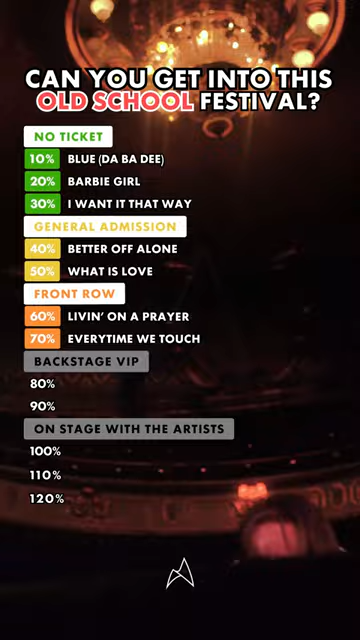 CAN YOU GET INTO THIS
OLD SCHOOL FESTIVAL?
NO TICKET
10% BLUE (DA BA DEE)
20% BARBIE GIRL
30% I WANT IT THAT WAY
GENERAL ADMISSION
40% BETTER OFF ALONE
50% WHAT IS LOVE
FRONT ROW
60% LIVIN' ON A PRAYER
70% EVERYTIME WE TOUCH
BACKSTAGE VIP
80%
90%
ON STAGE WITH THE ARTISTS
100%
110%
120%